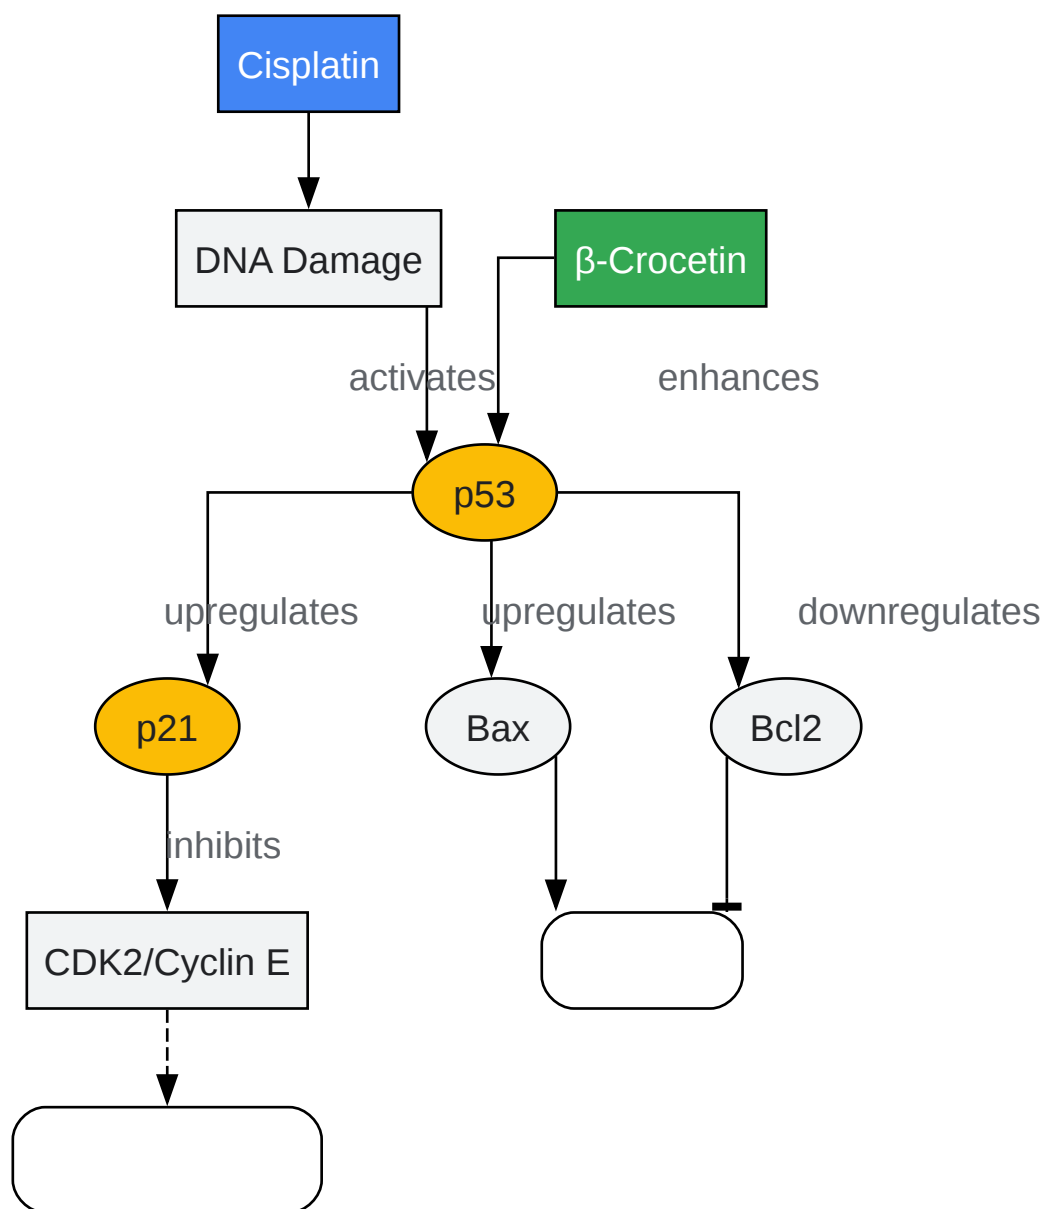 Cisplatin
DNA Damage
β-Crocetin
activates
enhances
p53
upregulates
upregulates
downregulates
p21
Bax
Bcl2
inhibits
CDK2/Cyclin E